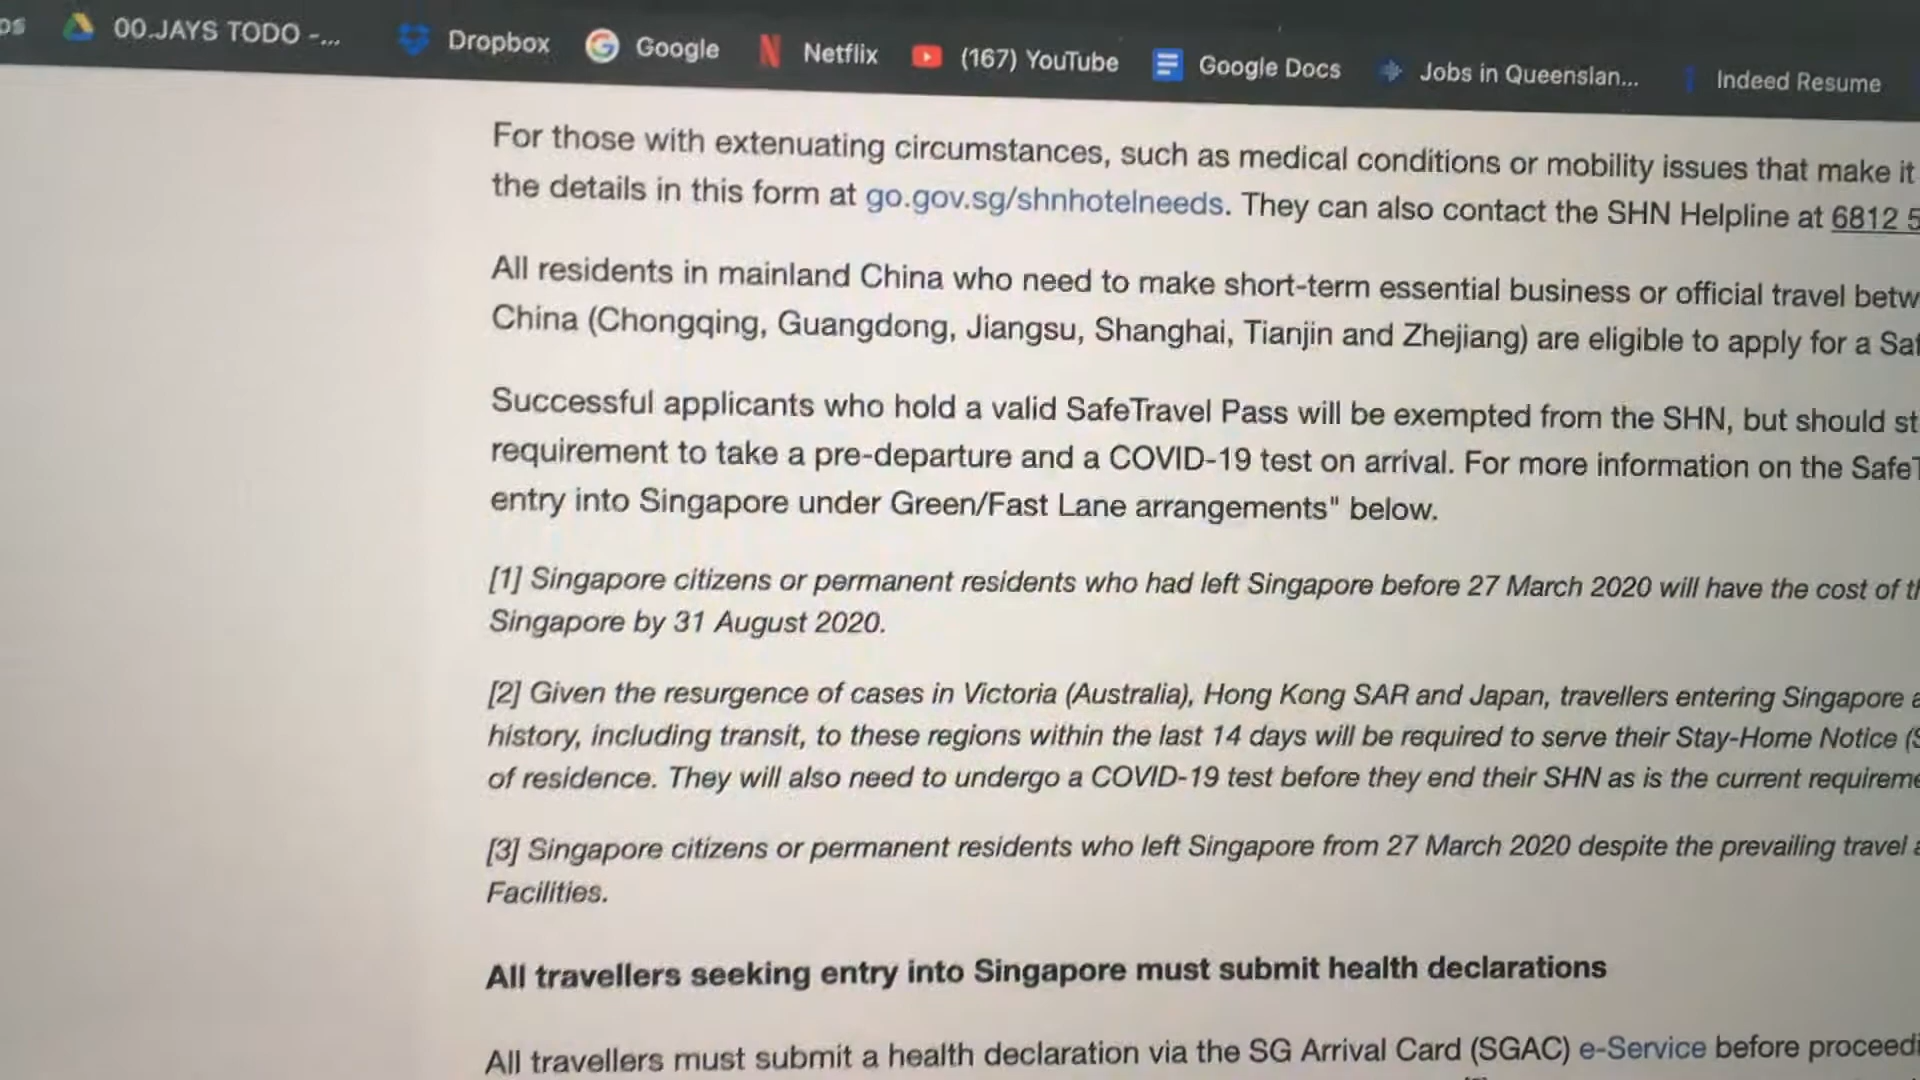 00.JAYS TODO -... Dropbox Google Netflix (167) YouTube Google Docs Jobs in Queenslan... Indeed Resume
For those with extenuating circumstances, such as medical conditions or mobility issues that make it
the details in this form at go.gov.sg/shnhotelneeds. They can also contact the SHN Helpline at 6812 5
All residents in mainland China who need to make short-term essential business or official travel betw
China (Chongqing, Guangdong, Jiangsu, Shanghai, Tianjin and Zhejiang) are eligible to apply for a Saf
Successful applicants who hold a valid SafeTravel Pass will be exempted from the SHN, but should st
requirement to take a pre-departure and a COVID-19 test on arrival. For more information on the SafeT
entry into Singapore under Green/Fast Lane arrangements" below.
[1] Singapore citizens or permanent residents who had left Singapore before 27 March 2020 will have the cost of th
Singapore by 31 August 2020.
[2] Given the resurgence of cases in Victoria (Australia), Hong Kong SAR and Japan, travellers entering Singapore a
history, including transit, to these regions within the last 14 days will be required to serve their Stay-Home Notice (S
of residence. They will also need to undergo a COVID-19 test before they end their SHN as is the current requireme
[3] Singapore citizens or permanent residents who left Singapore from 27 March 2020 despite the prevailing travel a
Facilities.
All travellers seeking entry into Singapore must submit health declarations
All travellers must submit a health declaration via the SG Arrival Card (SGAC) e-Service before proceedi